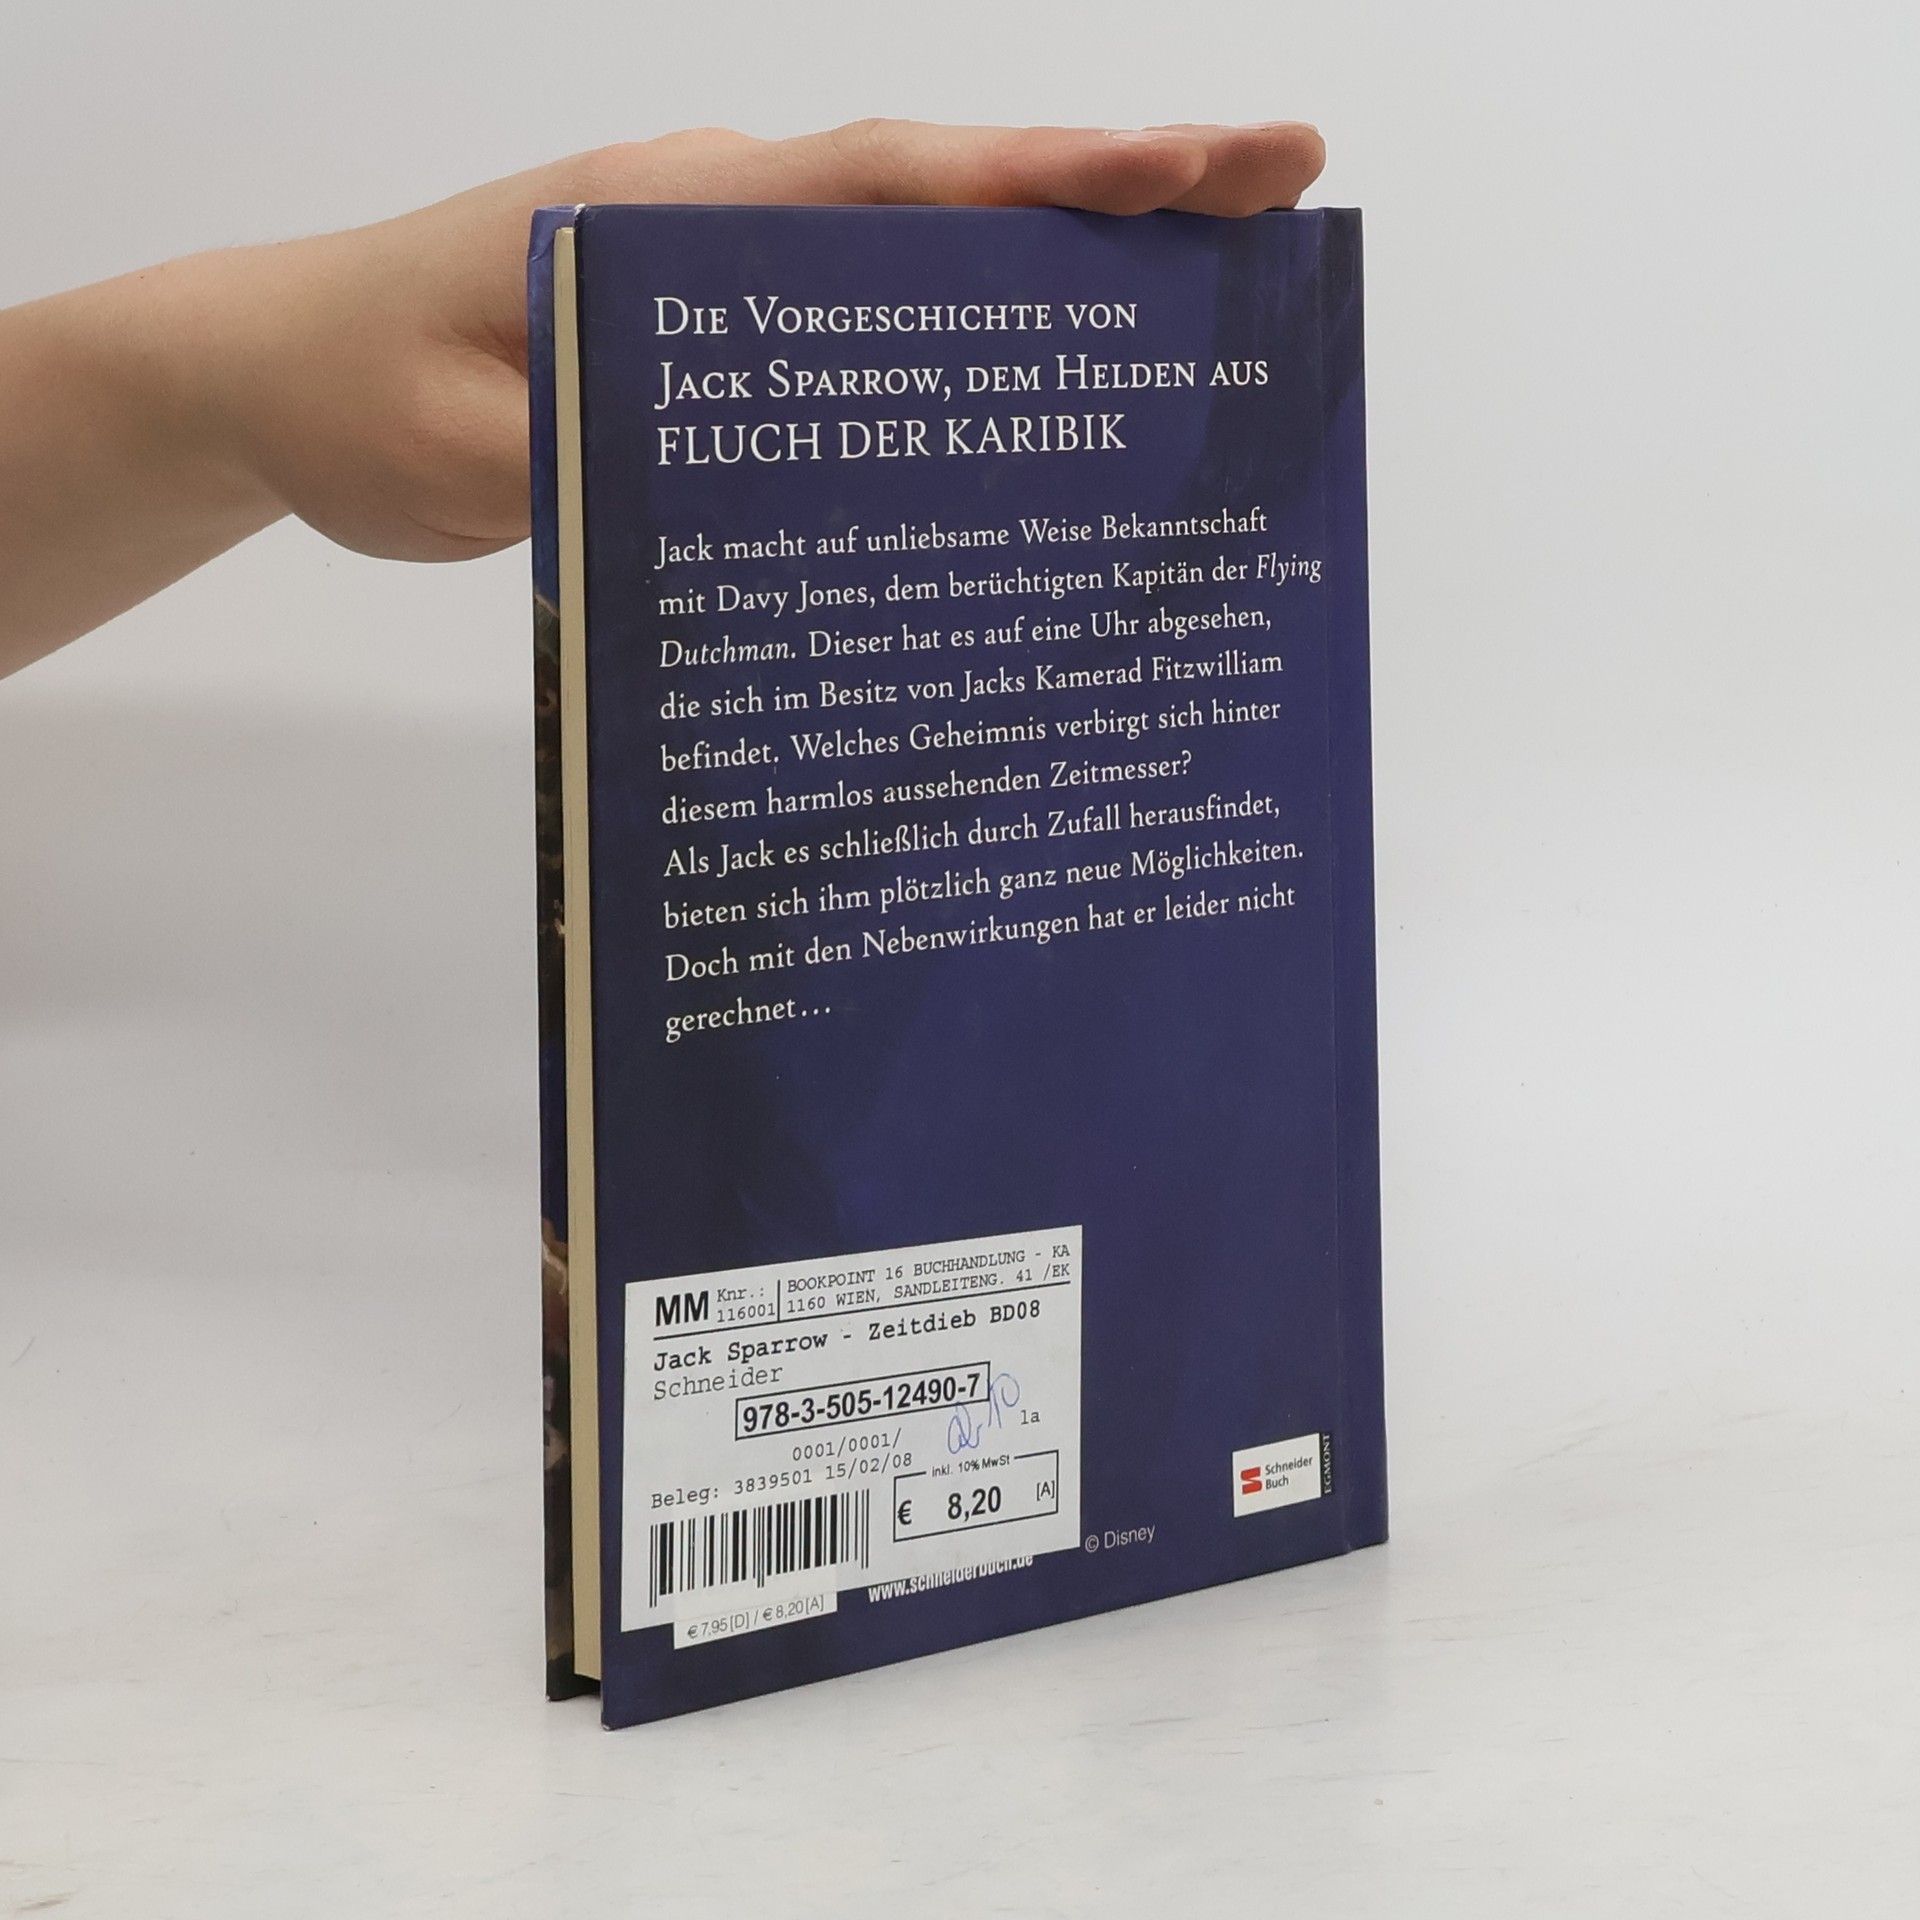 DIE VORGESCHICHTE VON
JACK SPARROW, DEM HELDEN AUS
FLUCH DER KARIBIK
Jack macht auf unliebsame Weise Bekanntschaft
mit Davy Jones, dem berüchtigten Kapitän der Flying
Dutchman. Dieser hat es auf eine Uhr abgesehen,
die sich im Besitz von Jacks Kamerad Fitzwilliam
befindet. Welches Geheimnis verbirgt sich hinter
diesem harmlos aussehenden Zeitmesser?
Als Jack es schließlich durch Zufall herausfindet,
bieten sich ihm plötzlich ganz neue Möglichkeiten.
Doch mit den Nebenwirkungen hat er leider nicht
gerechnet...
MM Knr.: BOOKPOINT 16 BUCHHANDLUNG - KA
116001 1160 WIEN, SANDLEITENG. 41 /EK
Jack Sparrow - Zeitdieb BD08
Schneider
978-3-505-12490-7
la
0001/0001/
Beleg: 3839501 15/02/08
inkl. 10% MwSt
€ 8,20 [A]
€ 7,95 [D] / € 8,20 [A]
www.schneiderbuch.de
© Disney
Schneider
Buch
EGMONT